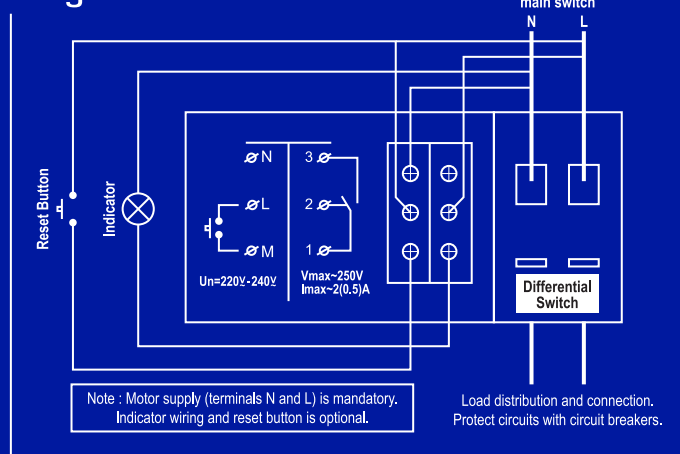 main switch
N L
N 3
L 2
M 1
Un=220V-240V
Vmax~250V
Imax~2(0.5)A
Reset Button
Indicator
Differential
Switch
Note : Motor supply (terminals N and L) is mandatory.
Indicator wiring and reset button is optional.
Load distribution and connection.
Protect circuits with circuit breakers.